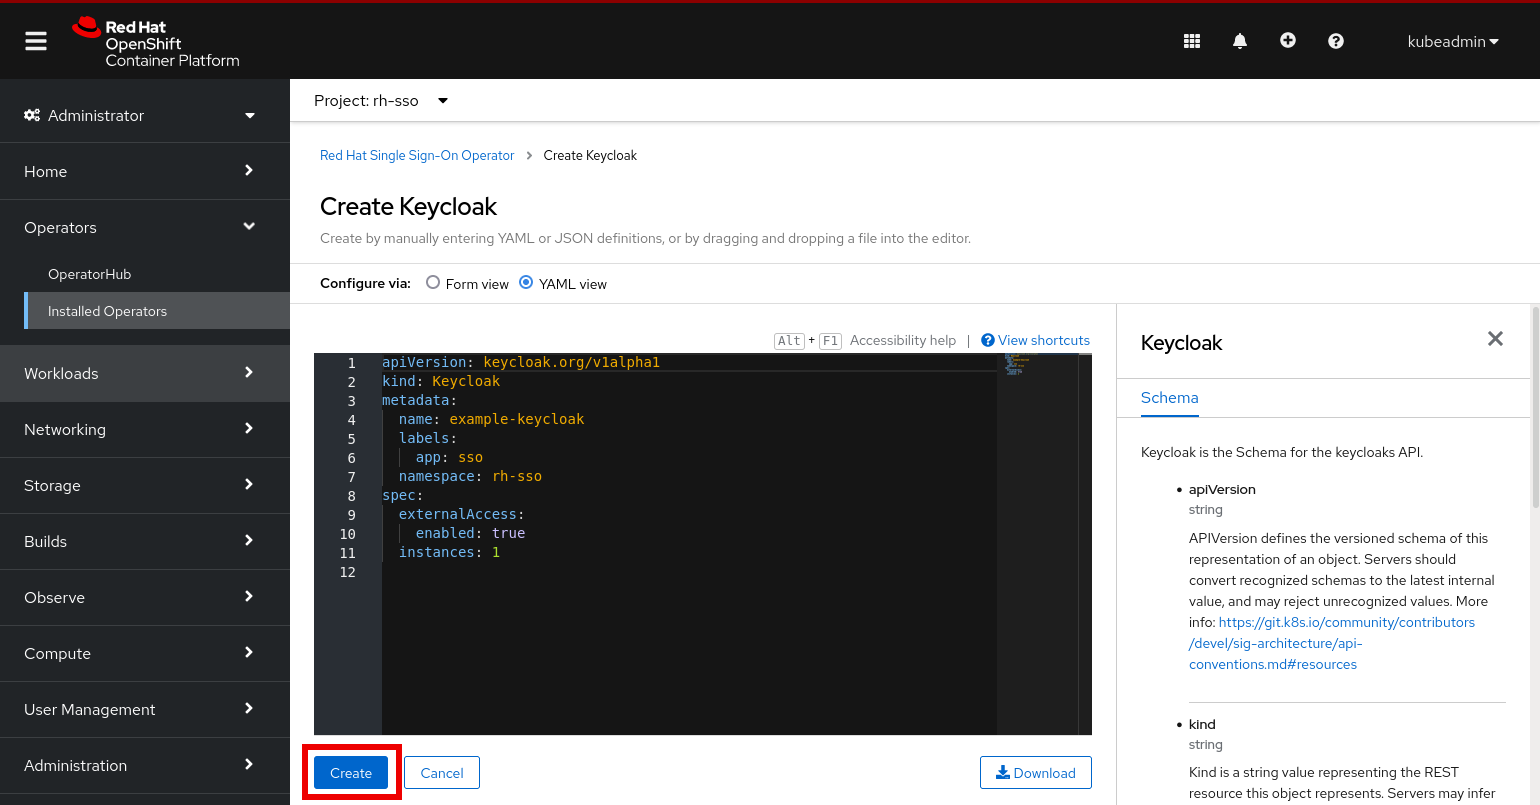 Red Hat
OpenShift
Container Platform
kubeadmin
Administrator
Home
Operators
OperatorHub
Installed Operators
Workloads
Networking
Storage
Builds
Observe
Compute
User Management
Administration
Project: rh-sso
Red Hat Single Sign-On Operator > Create Keycloak
Create Keycloak
Create by manually entering YAML or JSON definitions, or by dragging and dropping a file into the editor.
Configure via: Form view YAML view
Alt + F1 Accessibility help | View shortcuts
1 apiVersion: keycloak.org/v1alpha1
2 kind: Keycloak
3 metadata:
4   name: example-keycloak
5   labels:
6     app: sso
7   namespace: rh-sso
8 spec:
9   externalAccess:
10     enabled: true
11   instances: 1
12
Create Cancel Download
Keycloak
Schema
Keycloak is the Schema for the keycloaks API.
• apiVersion
string
APIVersion defines the versioned schema of this
representation of an object. Servers should
convert recognized schemas to the latest internal
value, and may reject unrecognized values. More
info: https://git.k8s.io/community/contributors
/devel/sig-architecture/api-
conventions.md#resources
• kind
string
Kind is a string value representing the REST
resource this object represents. Servers may infer